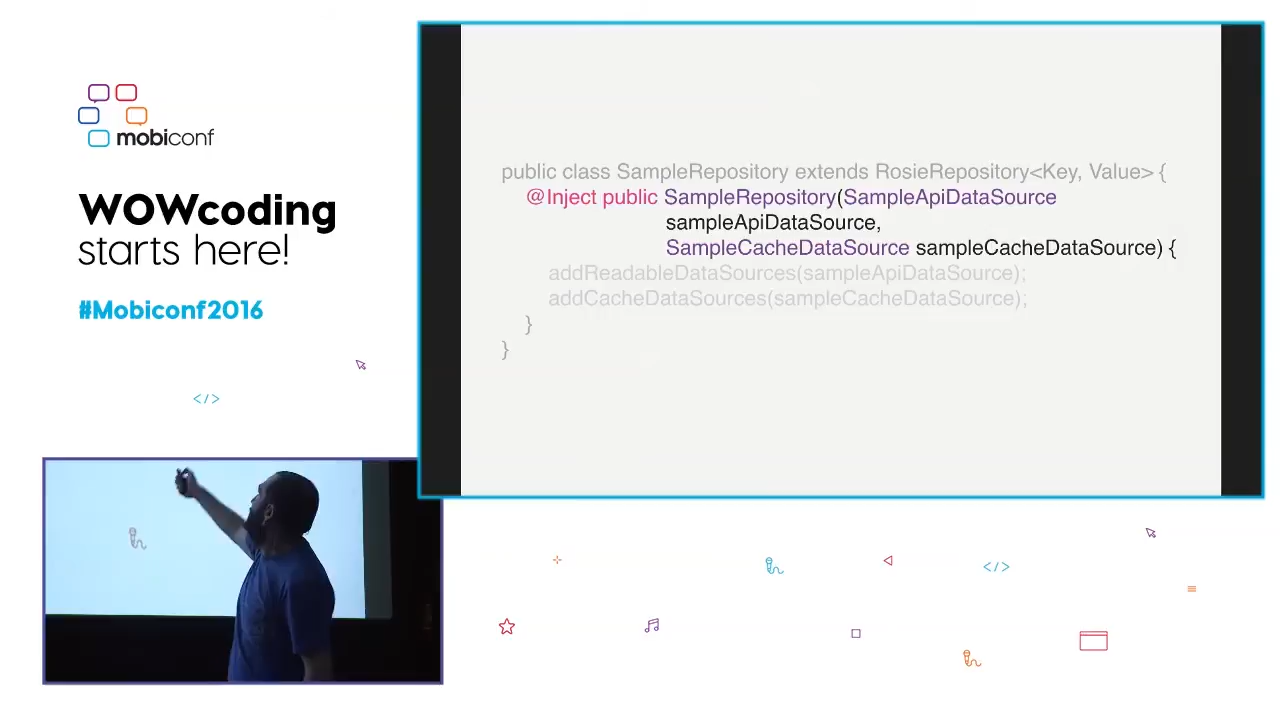 mobiconf
WOWcoding
starts here!
#Mobiconf2016
</>
public class SampleRepository extends RosieRepository<Key, Value> {
@Inject public SampleRepository(SampleApiDataSource
sampleApiDataSource,
SampleCacheDataSource sampleCacheDataSource) {
addReadableDataSources(sampleApiDataSource);
addCacheDataSources(sampleCacheDataSource);
}
}
</>